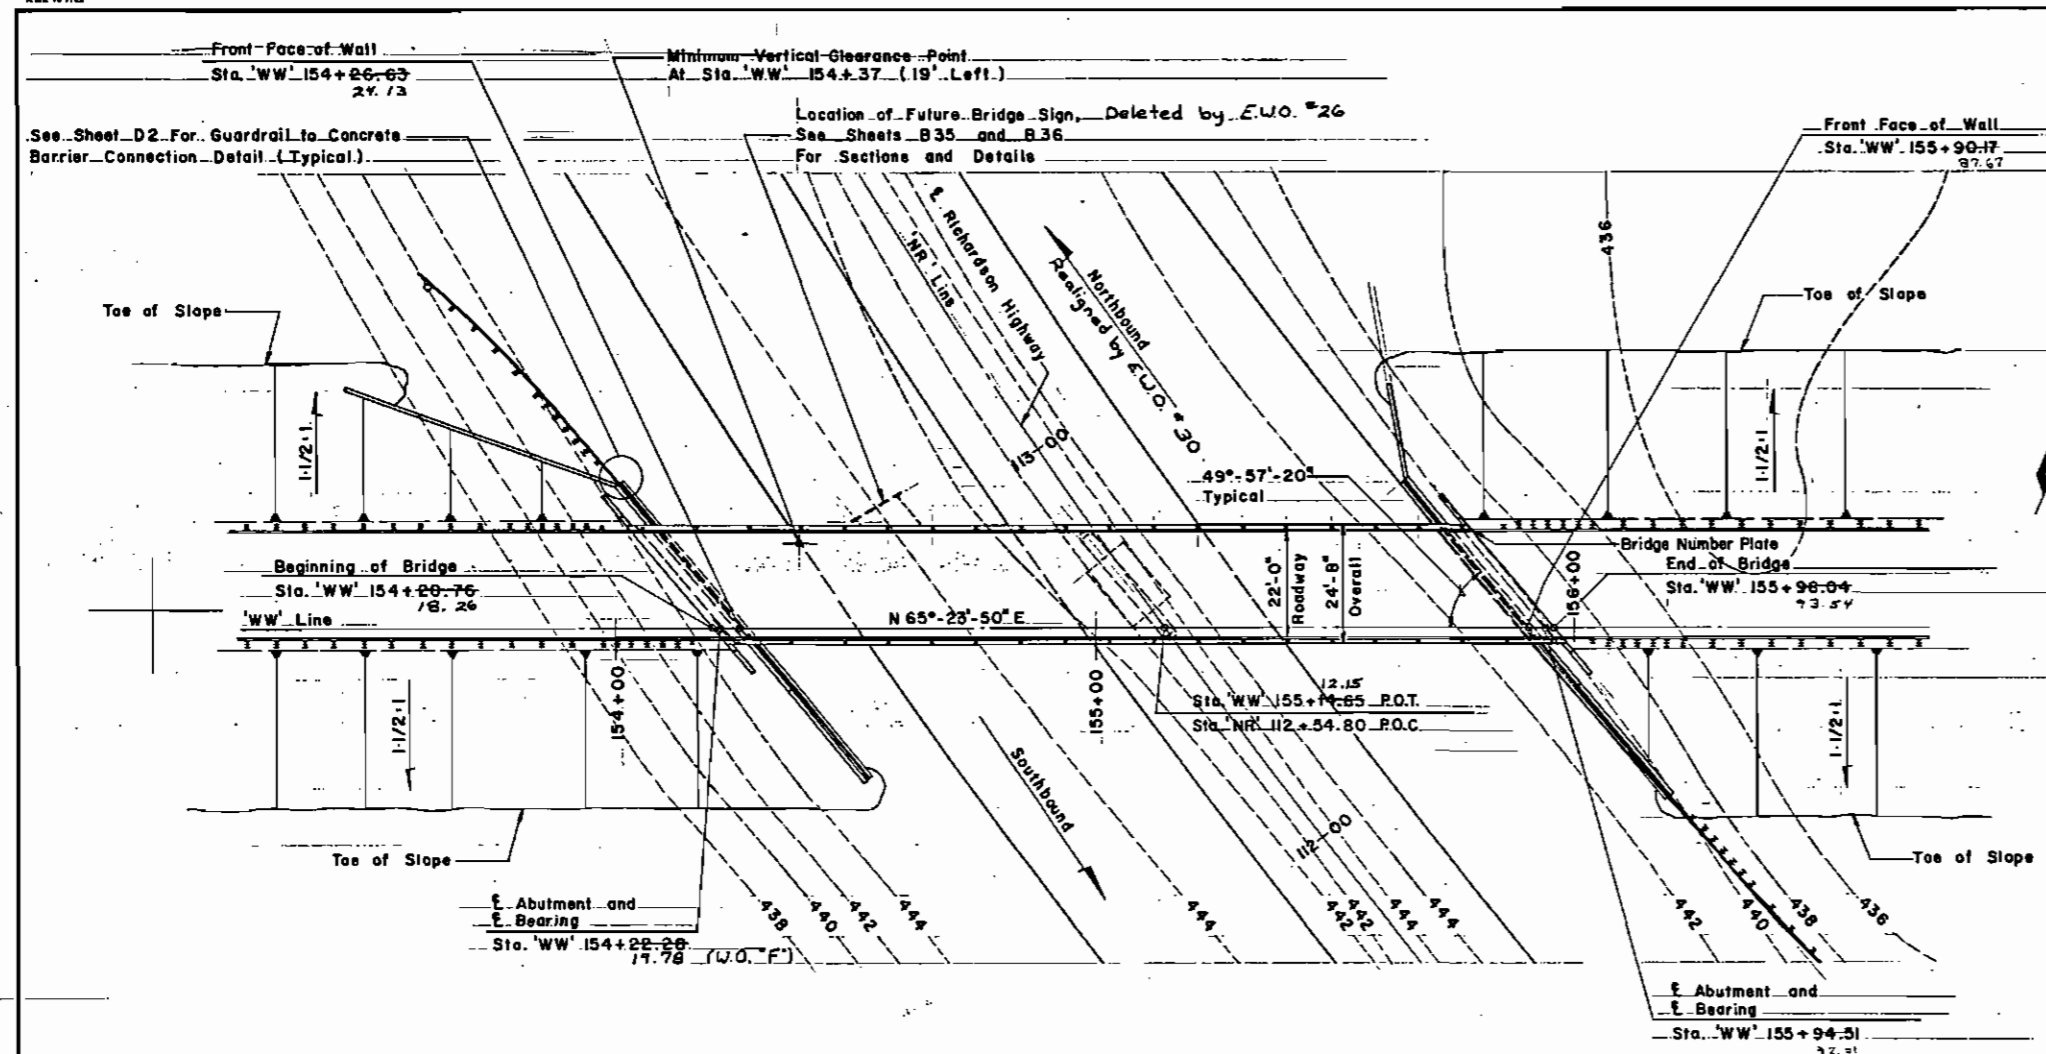 Front Face of Wall
Sta. 'WW' 154+26.63
24.13
Minimum Vertical Clearance Point
At Sta. 'WW' 154+37 (19' Left)
See Sheet D2 For Guardrail to Concrete
Barrier Connection Detail (Typical)
Location of Future Bridge Sign, Deleted by E.W.O. #26
See Sheets B35 and B36
For Sections and Details
Front Face of Wall
Sta. 'WW' 155+90.17
87.67
℄ Richardson Highway
'NR' Line
Northbound
Realigned by E.W.O. #30
436
Toe of Slope
Toe of Slope
1-1/2:1
1-1/2:1
113+00
49°-57'-20"
Typical
Bridge Number Plate
Beginning of Bridge
Sta. 'WW' 154+20.76
18.26
22'-0"
Roadway
24'-8"
Overall
156+00
End of Bridge
Sta. 'WW' 155+96.04
93.54
'WW' Line
N 65°-23'-50" E
154+00
155+00
12.15
Sta. 'WW' 155+14.65 P.O.T.
Sta. 'NR' 112+54.80 P.O.C.
1-1/2:1
1-1/2:1
Southbound
112+00
Toe of Slope
Toe of Slope
℄ Abutment and
℄ Bearing
Sta. 'WW' 154+22.28
19.78 (W.O. "F")
438
440
442
444
444
442
442
444
444
442
440
438
436
℄ Abutment and
℄ Bearing
Sta. 'WW' 155+94.51